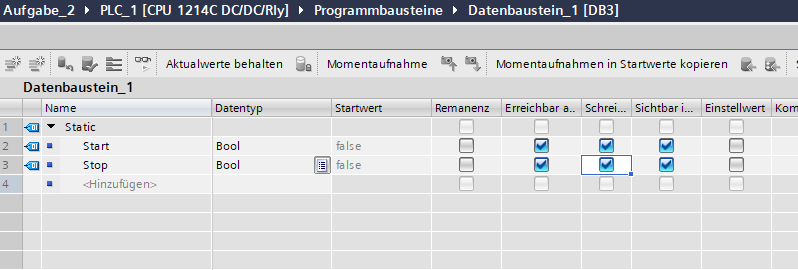 Aufgabe_2 PLC_1 [CPU 1214C DC/DC/Rly] Programmbausteine Datenbaustein_1 [DB3]
Aktualwerte behalten Momentaufnahme Momentaufnahmen in Startwerte kopieren
Datenbaustein_1
Name Datentyp Startwert Remanenz Erreichbar a... Schrei... Sichtbar i... Einstellwert Kom
1 Static
2 Start Bool false
3 Stop Bool false
4 <Hinzufügen>